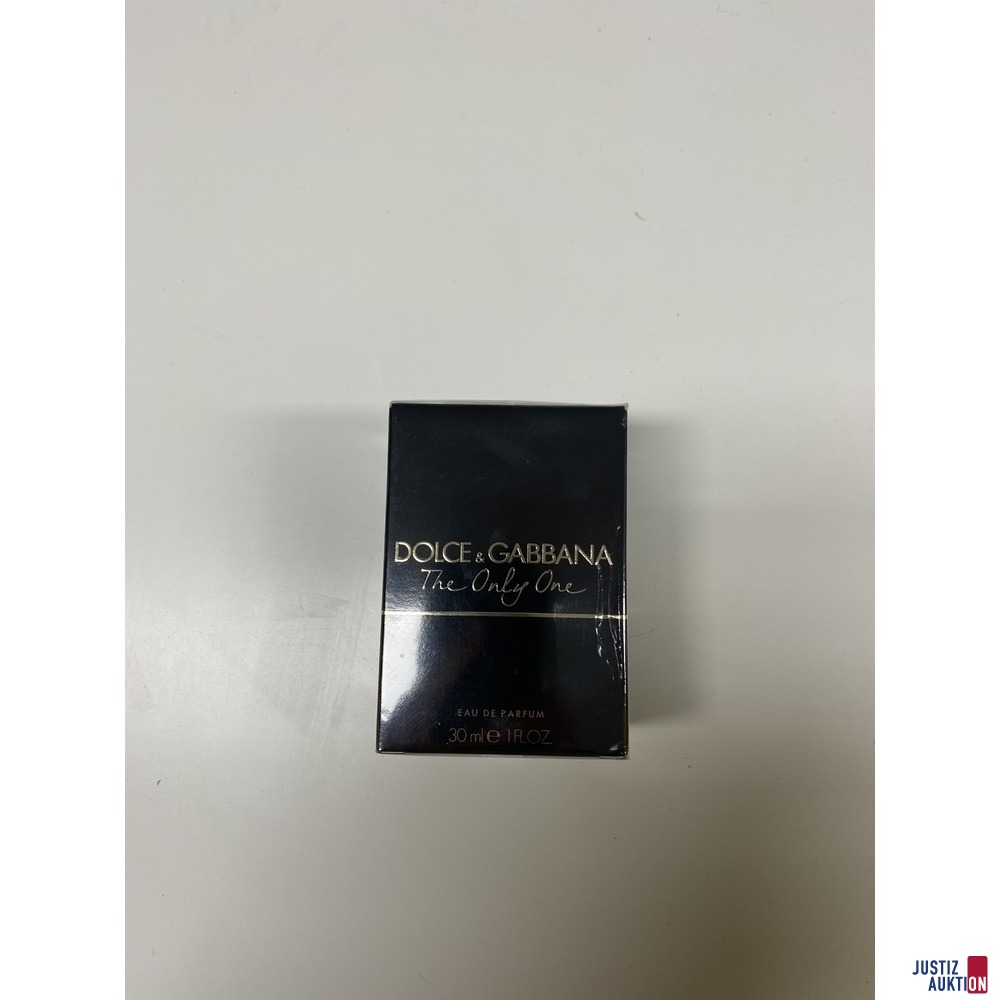 DOLCE & GABBANA
The Only One
EAU DE PARFUM
30 ml e 1 FL.OZ
JUSTIZ
AUKTION